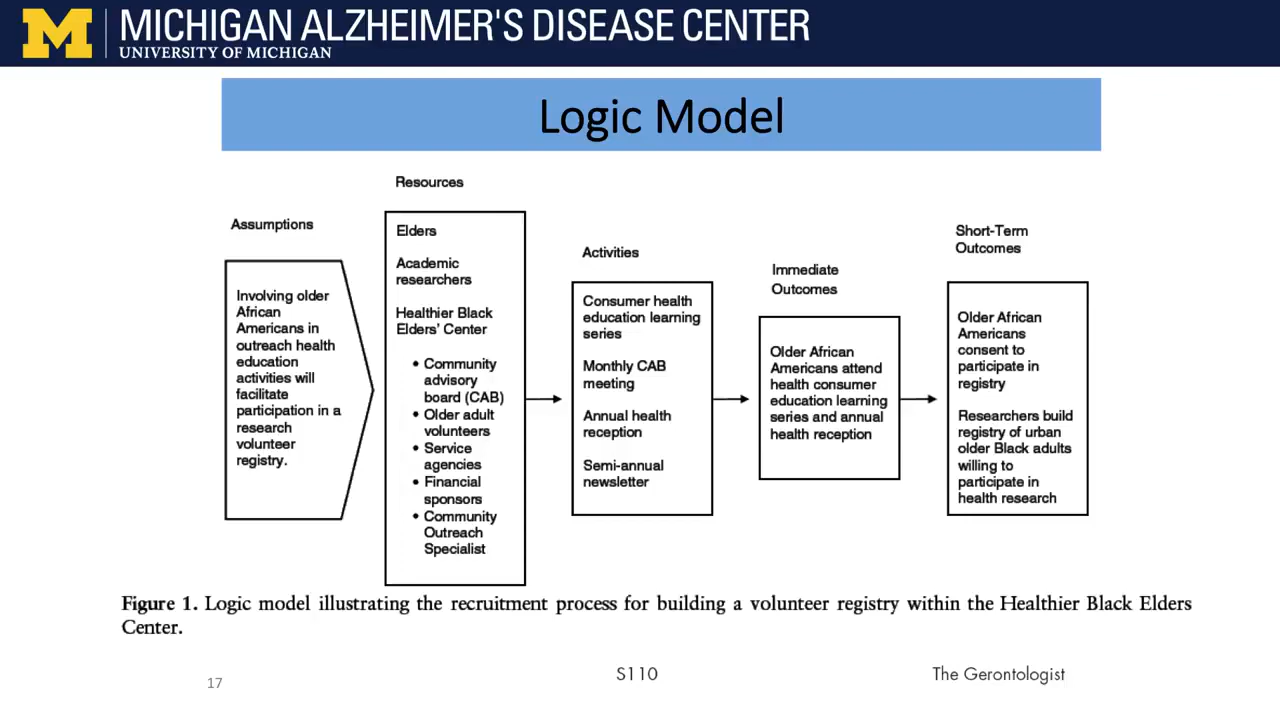 M
MICHIGAN ALZHEIMER'S DISEASE CENTER
UNIVERSITY OF MICHIGAN
Logic Model
Assumptions
Involving older
African
Americans in
outreach health
education
activities will
facilitate
participation in a
research
volunteer
registry.
Resources
Elders
Academic
researchers
Healthier Black
Elders' Center
• Community
advisory
board (CAB)
• Older adult
volunteers
• Service
agencies
• Financial
sponsors
• Community
Outreach
Specialist
Activities
Consumer health
education learning
series
Monthly CAB
meeting
Annual health
reception
Semi-annual
newsletter
Immediate
Outcomes
Older African
Americans attend
health consumer
education learning
series and annual
health reception
Short-Term
Outcomes
Older African
Americans
consent to
participate in
registry
Researchers build
registry of urban
older Black adults
willing to
participate in
health research
Figure 1. Logic model illustrating the recruitment process for building a volunteer registry within the Healthier Black Elders
Center.
17
S110
The Gerontologist